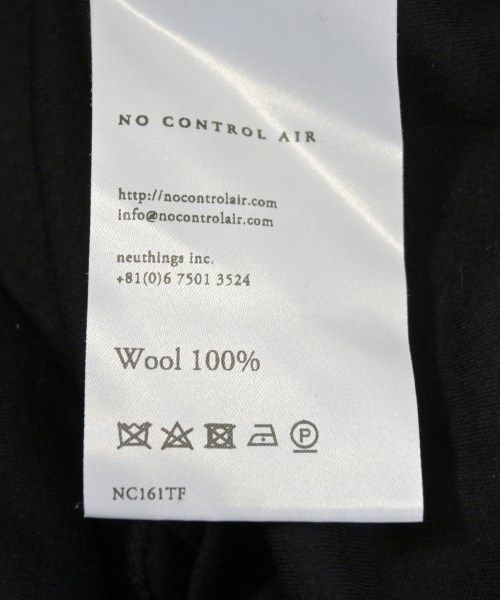 NO CONTROL AIR
http://nocontrolair.com
info@nocontrolair.com
neuthings inc.
+81(0)6 7501 3524
Wool 100%
P
NC161TF